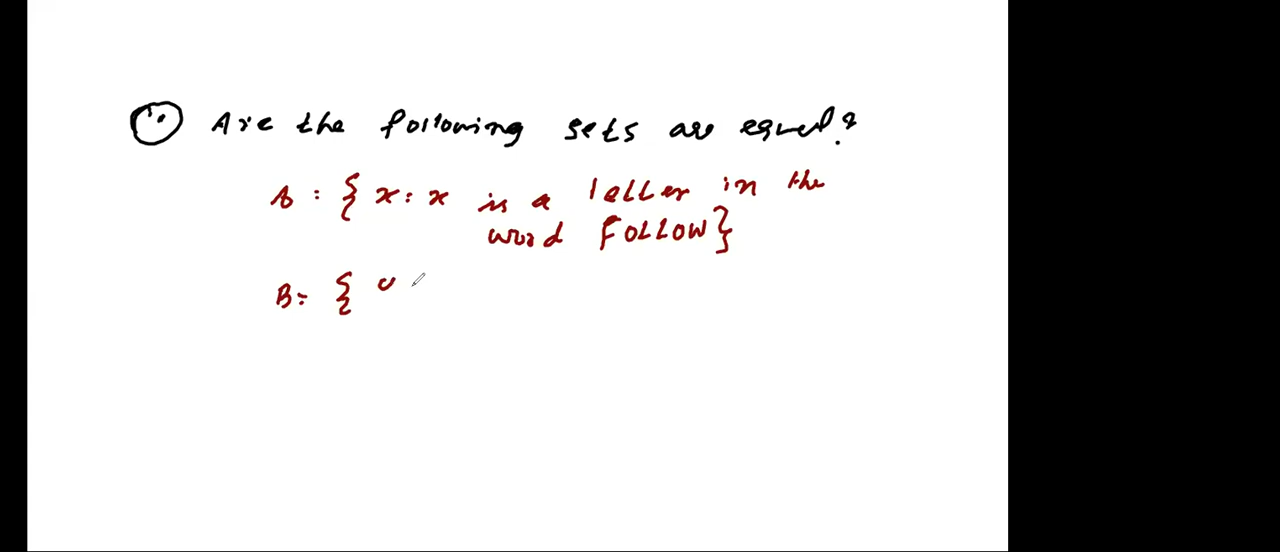 Are the following sets are equal?
A = { x : x is a letter in the
word FOLLOW }
B = {